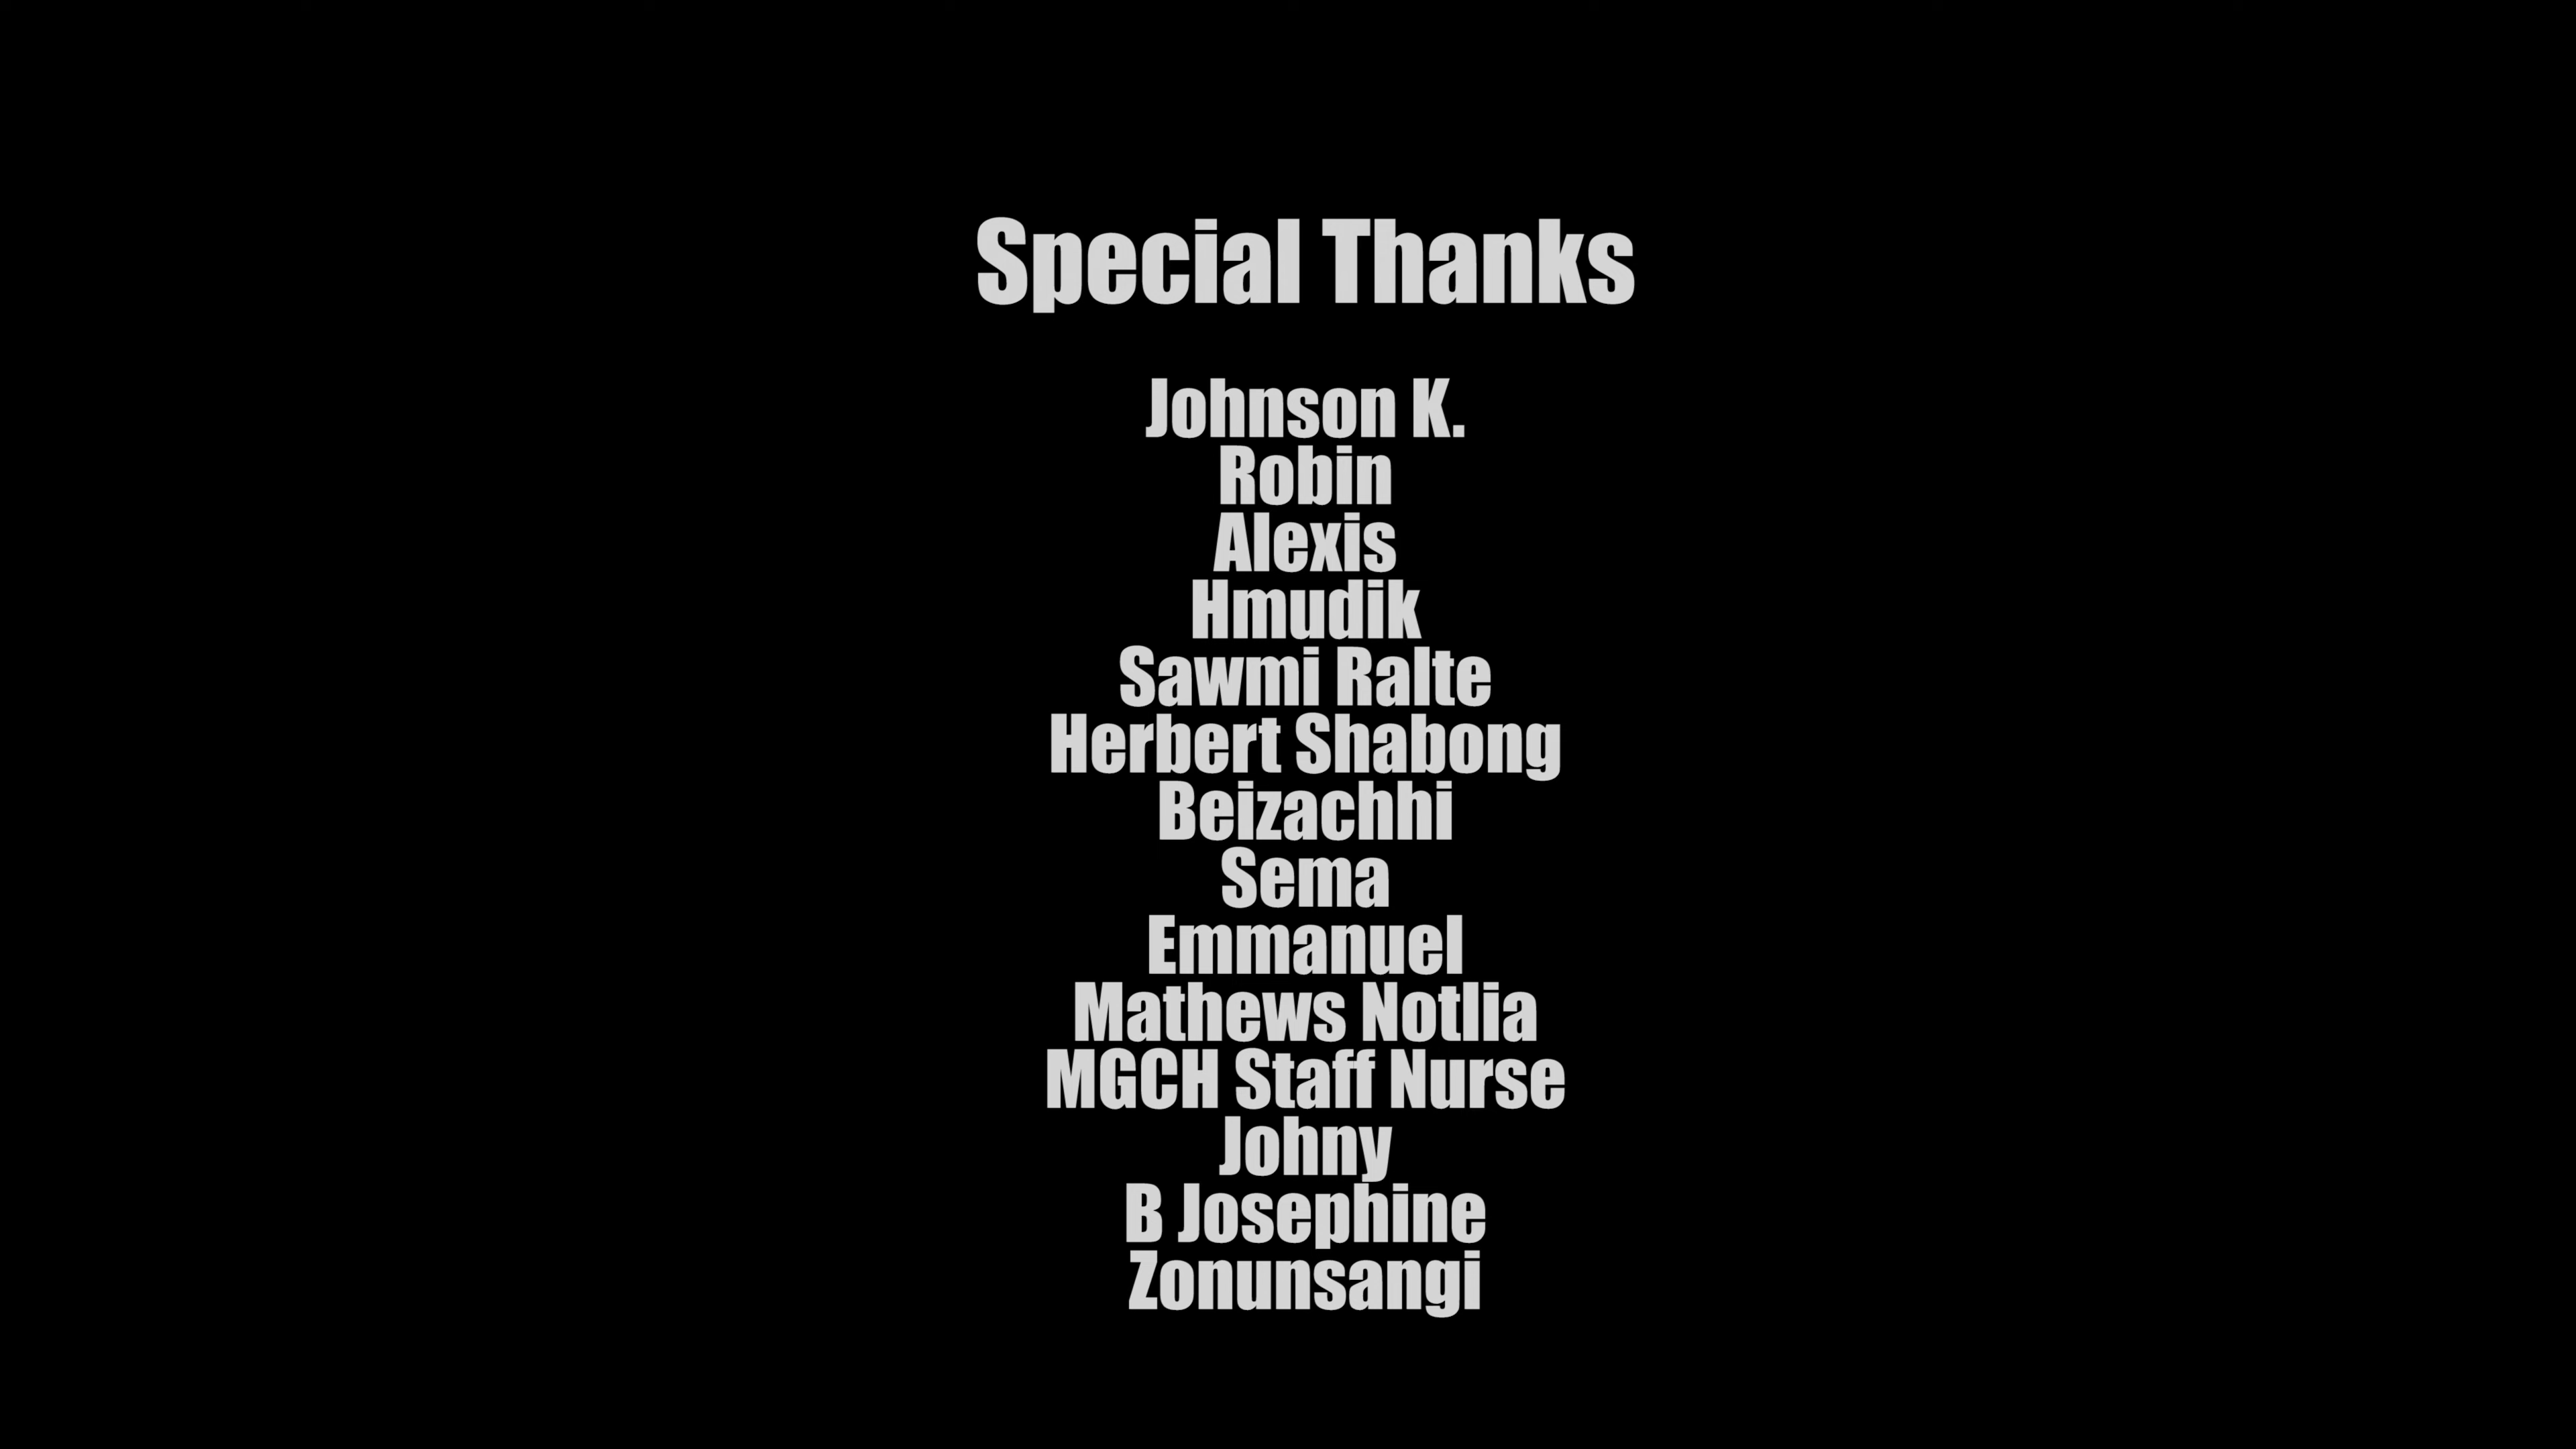 Special Thanks
Johnson K.
Robin
Alexis
Hmudik
Sawmi Ralte
Herbert Shabong
Beizachhi
Sema
Emmanuel
Mathews Notlia
MGCH Staff Nurse
Johny
B Josephine
Zonunsangi